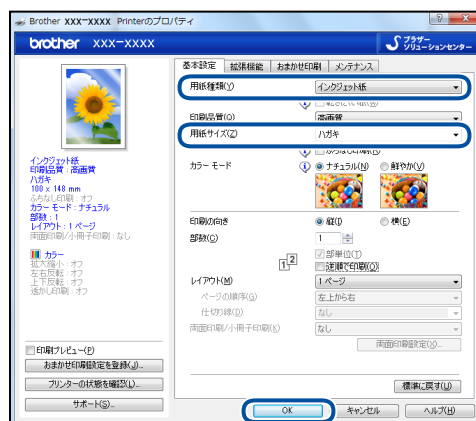 Brother XXX-XXXX Printerのプロパティ
brother XXX-XXXX
ブラザー
ソリューションセンター
基本設定 拡張機能 おまかせ印刷 メンテナンス
用紙種類(Y) インクジェット紙
印刷品質(Q) 高画質
用紙サイズ(Z) ハガキ
カラー モード ナチュラル(N) 鮮やか(V)
印刷の向き 縦(I) 横(E)
部数(C) 1
部単位(T)
逆順で印刷(O)
レイアウト(M) 1 ページ
ページの順序(G) 左上から右
仕切り線(D) なし
両面印刷/小冊子印刷(K) なし
両面印刷設定(X)...
インクジェット紙
印刷品質 : 高画質
ハガキ
100 x 148 mm
ふちなし印刷 : オフ
カラー モード : ナチュラル
部数 : 1
レイアウト : 1 ページ
両面印刷/小冊子印刷 : なし
カラー
拡大縮小 : オフ
左右反転 : オフ
上下反転 : オフ
透かし印刷 : オフ
印刷プレビュー(P)
おまかせ印刷設定を登録(J)...
プリンターの状態を確認(L)...
サポート(S)...
標準に戻す(U)
OK キャンセル ヘルプ(H)